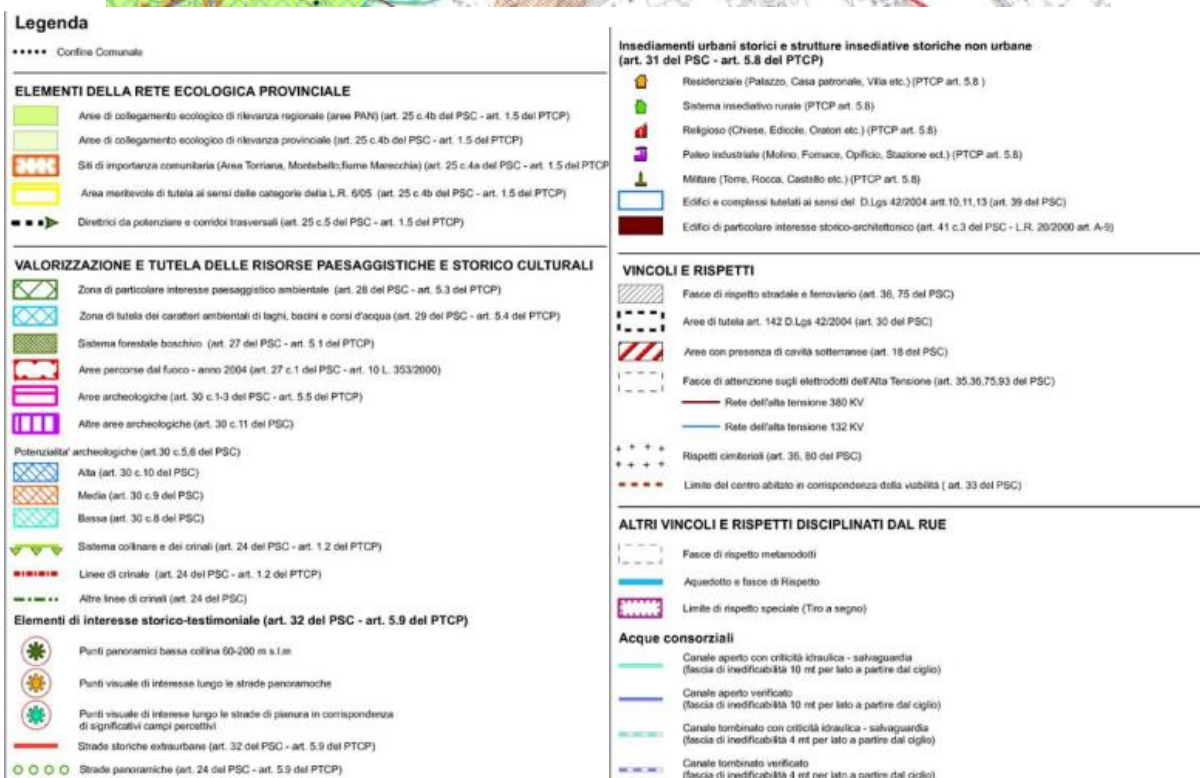 Legenda
Confine Comunale
ELEMENTI DELLA RETE ECOLOGICA PROVINCIALE
Aree di collegamento ecologico di rilevanza regionale (aree PAN) (art. 25 c.4b del PSC - art. 1.5 del PTCP)
Aree di collegamento ecologico di rilevanza provinciale (art. 25 c.4b del PSC - art. 1.5 del PTCP)
Siti di importanza comunitaria (Area Torriana, Montebello,fiume Marecchia) (art. 25 c.4a del PSC - art. 1.5 del PTCP
Area meritevole di tutela ai sensi delle categorie della L.R. 6/05 (art. 25 c.4b del PSC - art. 1.5 del PTCP)
Direttrici da potenziare e corridoi trasversali (art. 25 c.5 del PSC - art. 1.5 del PTCP)
VALORIZZAZIONE E TUTELA DELLE RISORSE PAESAGGISTICHE E STORICO CULTURALI
Zona di particolare interesse paesaggistico ambientale (art. 28 del PSC - art. 5.3 del PTCP)
Zona di tutela dei caratteri ambientali di laghi, bacini e corsi d'acqua (art. 29 del PSC - art. 5.4 del PTCP)
Sistema forestale boschivo (art. 27 del PSC - art. 5.1 del PTCP)
Aree percorse dal fuoco - anno 2004 (art. 27 c.1 del PSC - art. 10 L. 353/2000)
Aree archeologiche (art. 30 c.1-3 del PSC - art. 5.5 del PTCP)
Altre aree archeologiche (art. 30 c.11 del PSC)
Potenzialita' archeologiche (art.30 c.5,6 del PSC)
Alta (art. 30 c.10 del PSC)
Media (art. 30 c.9 del PSC)
Bassa (art. 30 c.8 del PSC)
Sistema collinare e dei crinali (art. 24 del PSC - art. 1.2 del PTCP)
Linee di crinale (art. 24 del PSC - art. 1.2 del PTCP)
Altre linee di crinali (art. 24 del PSC)
Elementi di interesse storico-testimoniale (art. 32 del PSC - art. 5.9 del PTCP)
Punti panoramici bassa collina 60-200 m s.l.m
Punti visuale di interesse lungo le strade panoramoche
Punti visuale di interese lungo le strade di pianura in corrispondenza
di significativi campi percettivi
Strade storiche extraurbane (art. 32 del PSC - art. 5.9 del PTCP)
Strade panoramiche (art. 24 del PSC - art. 5.9 del PTCP)
Insediamenti urbani storici e strutture insediative storiche non urbane
(art. 31 del PSC - art. 5.8 del PTCP)
Residenziale (Palazzo, Casa patronale, Villa etc.) (PTCP art. 5.8 )
Sistema insediativo rurale (PTCP art. 5.8)
Religioso (Chiese, Edicole, Oratori etc.) (PTCP art. 5.8)
Paleo industriale (Molino, Fornace, Opificio, Stazione ect.) (PTCP art. 5.8)
Militare (Torre, Rocca, Castello etc.) (PTCP art. 5.8)
Edifici e complessi tutelati ai sensi del D.Lgs 42/2004 artt.10,11,13 (art. 39 del PSC)
Edifici di particolare interesse storico-architettonico (art. 41 c.3 del PSC - L.R. 20/2000 art. A-9)
VINCOLI E RISPETTI
Fasce di rispetto stradale e ferroviario (art. 36, 75 del PSC)
Aree di tutela art. 142 D.Lgs 42/2004 (art. 30 del PSC)
Aree con presenza di cavità sotterranee (art. 18 del PSC)
Fasce di attenzione sugli elettrodotti dell'Alta Tensione (art. 35,36,75,93 del PSC)
Rete dell'alta tensione 380 KV
Rete dell'alta tensione 132 KV
Rispetti cimiteriali (art. 36, 80 del PSC)
Limite del centro abitato in corrispondenza della viabilità ( art. 33 del PSC)
ALTRI VINCOLI E RISPETTI DISCIPLINATI DAL RUE
Fasce di rispetto metanodotti
Aquedotto e fasce di Rispetto
Limite di rispetto speciale (Tiro a segno)
Acque consorziali
Canale aperto con criticità idraulica - salvaguardia
(fascia di inedificabilità 10 mt per lato a partire dal ciglio)
Canale aperto verificato
(fascia di inedificabilità 10 mt per lato a partire dal ciglio)
Canale tombinato con criticità idraulica - salvaguardia
(fascia di inedificabilità 4 mt per lato a partire dal ciglio)
Canale tombinato verificato
(fascia di inedificabilità 4 mt per lato a partire dal ciglio)